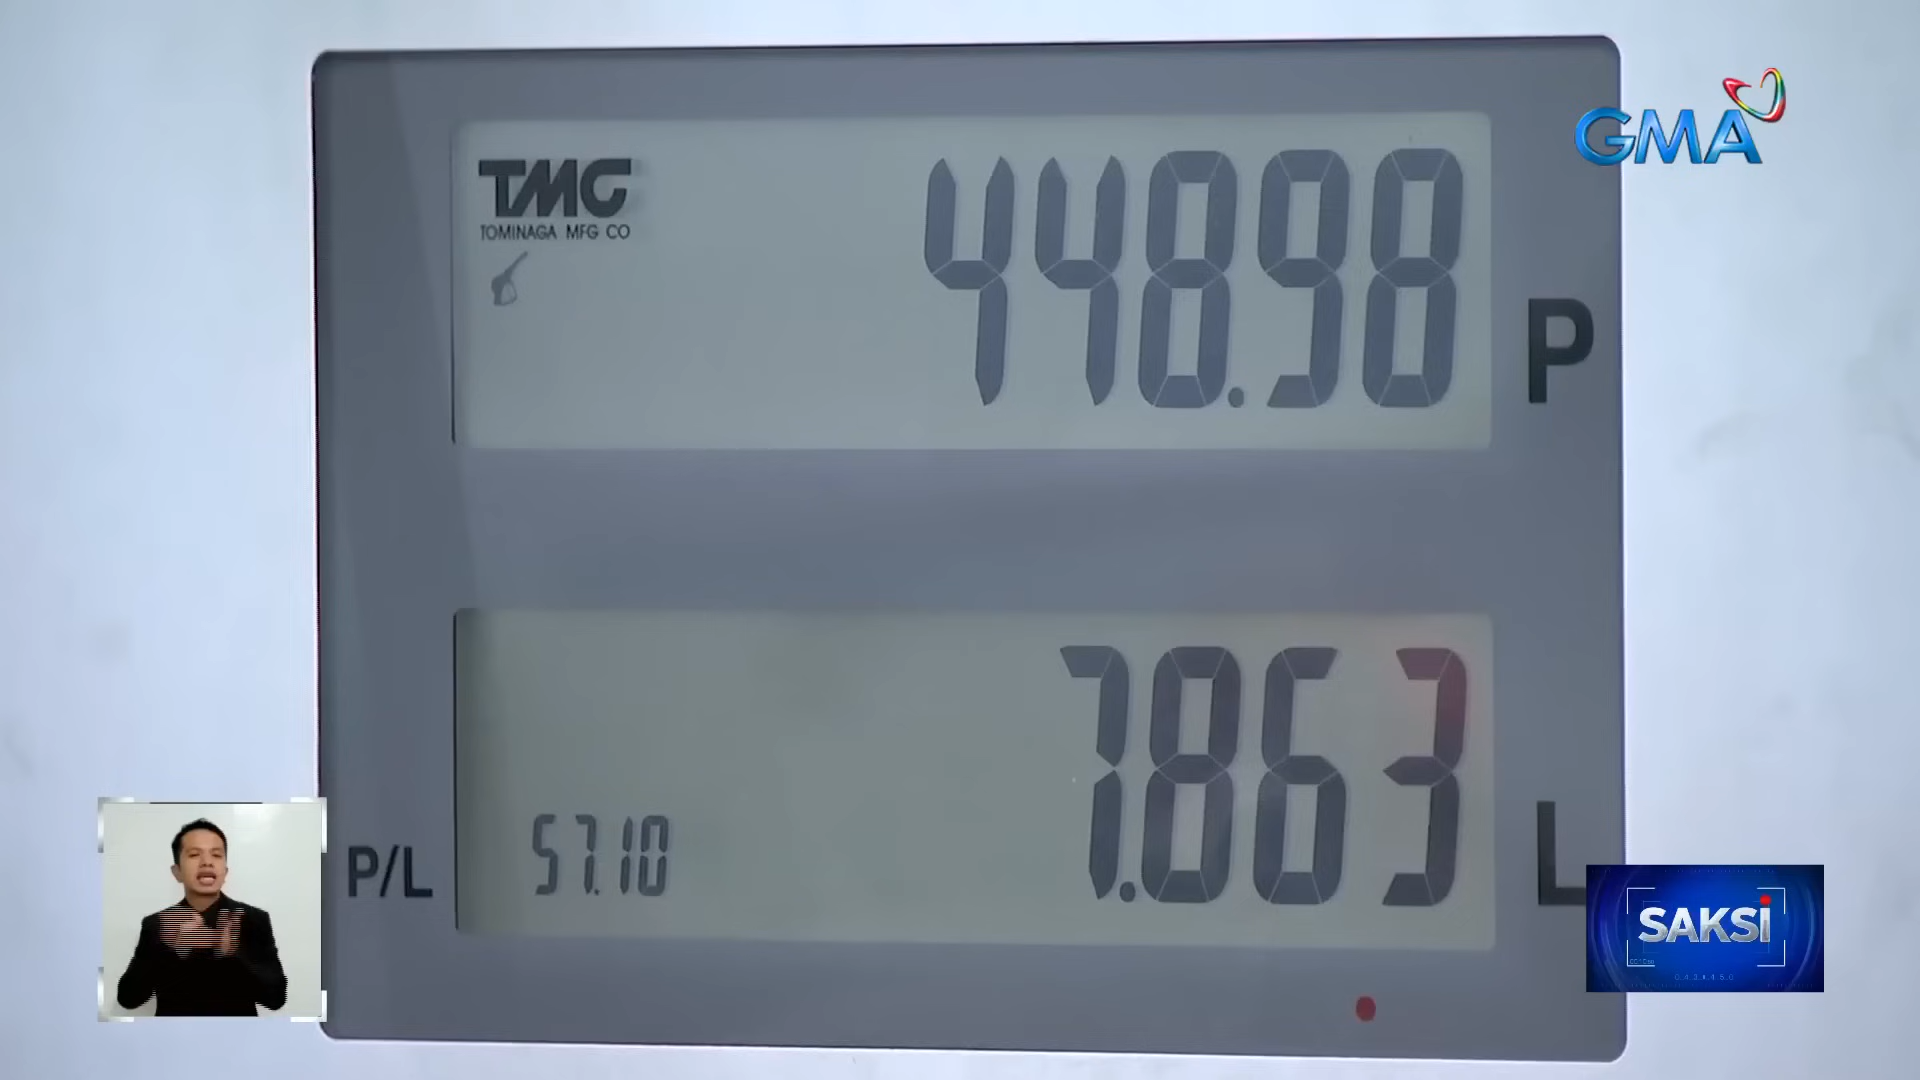 GMA
TMG
TOMINAGA MFG CO
448.98
P
7.863
L
P/L
57.10
SAKSI